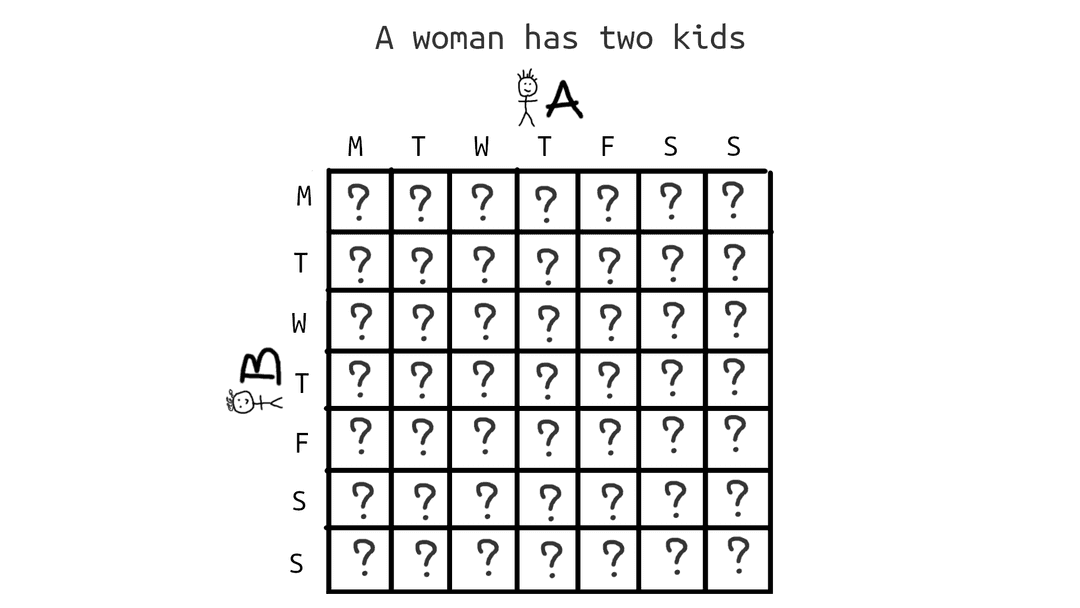 A woman has two kids
A
M T W T F S S
M ? ? ? ? ? ? ?
T ? ? ? ? ? ? ?
W ? ? ? ? ? ? ?
B
T ? ? ? ? ? ? ?
F ? ? ? ? ? ? ?
S ? ? ? ? ? ? ?
S ? ? ? ? ? ? ?